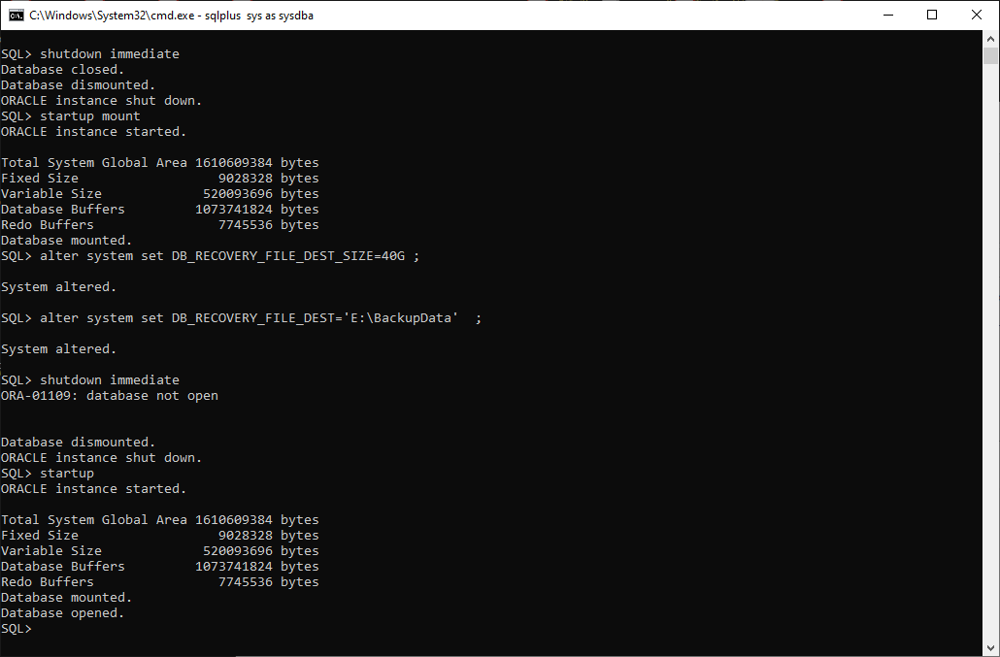 C:\Windows\System32\cmd.exe - sqlplus  sys as sysdba
SQL> shutdown immediate
Database closed.
Database dismounted.
ORACLE instance shut down.
SQL> startup mount
ORACLE instance started.
Total System Global Area 1610609384 bytes
Fixed Size                  9028328 bytes
Variable Size             520093696 bytes
Database Buffers         1073741824 bytes
Redo Buffers                7745536 bytes
Database mounted.
SQL> alter system set DB_RECOVERY_FILE_DEST_SIZE=40G ;
System altered.
SQL> alter system set DB_RECOVERY_FILE_DEST='E:\BackupData'  ;
System altered.
SQL> shutdown immediate
ORA-01109: database not open
Database dismounted.
ORACLE instance shut down.
SQL> startup
ORACLE instance started.
Total System Global Area 1610609384 bytes
Fixed Size                  9028328 bytes
Variable Size             520093696 bytes
Database Buffers         1073741824 bytes
Redo Buffers                7745536 bytes
Database mounted.
Database opened.
SQL>